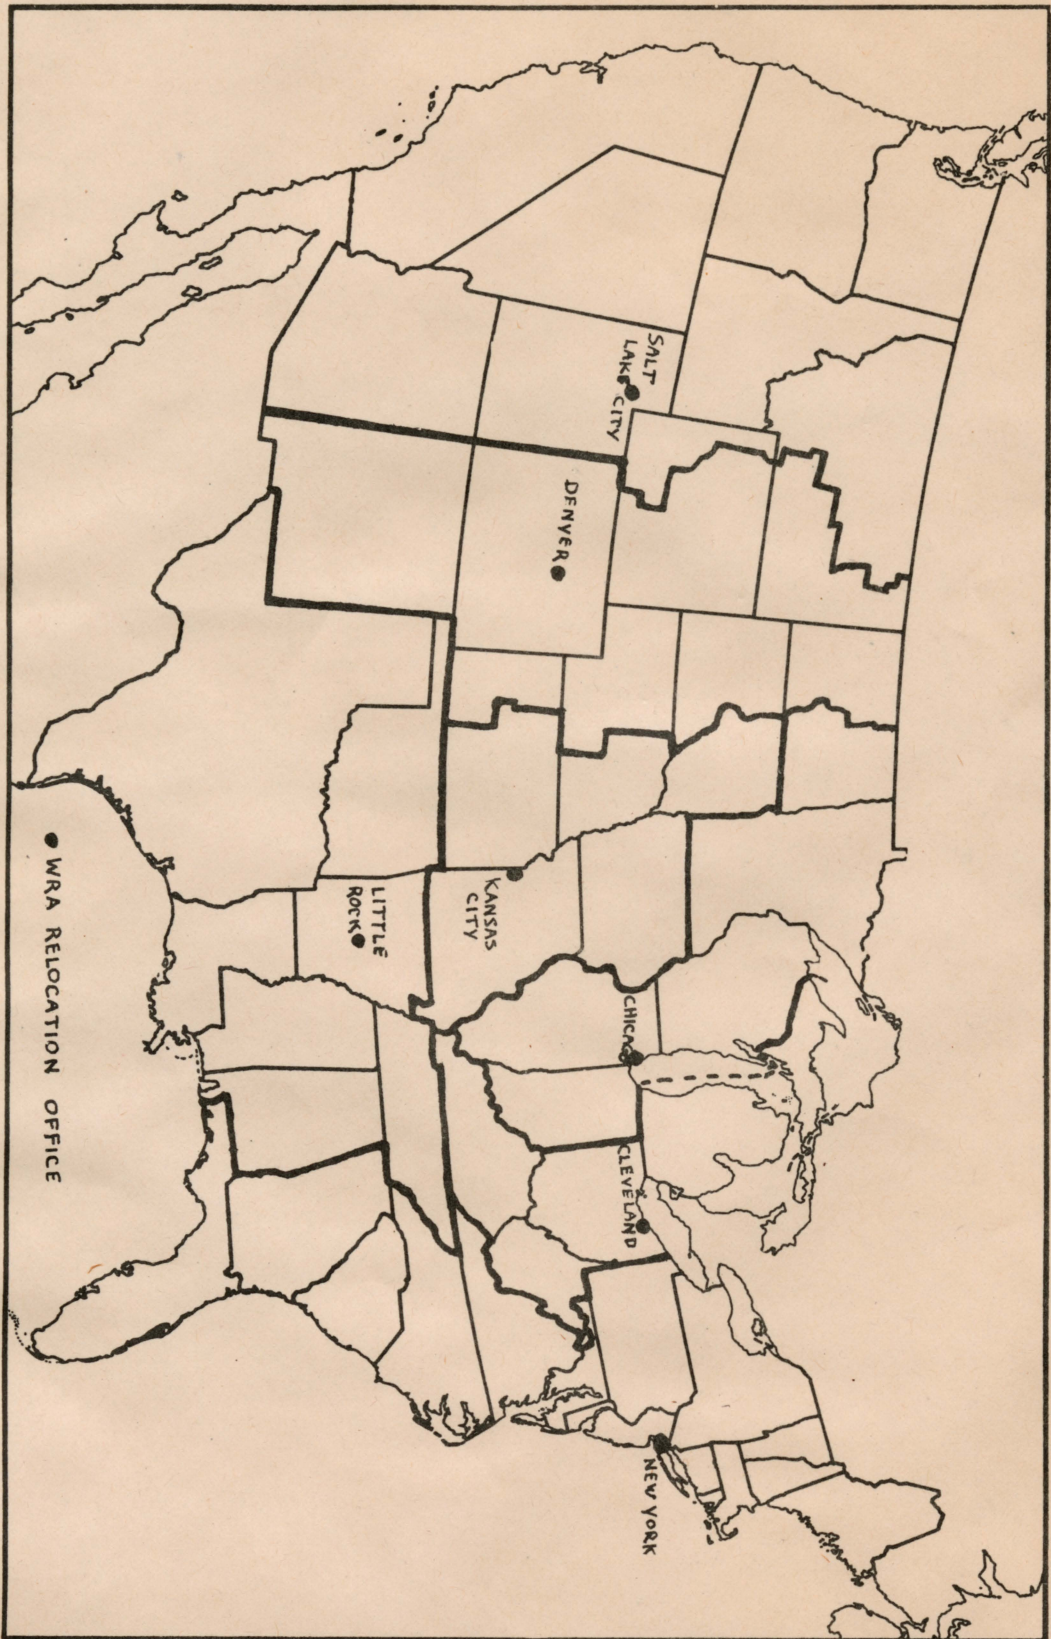 SALT
LAKE CITY
DENVER
KANSAS
CITY
LITTLE
ROCK
CHICAGO
CLEVELAND
NEW YORK
WRA RELOCATION OFFICE